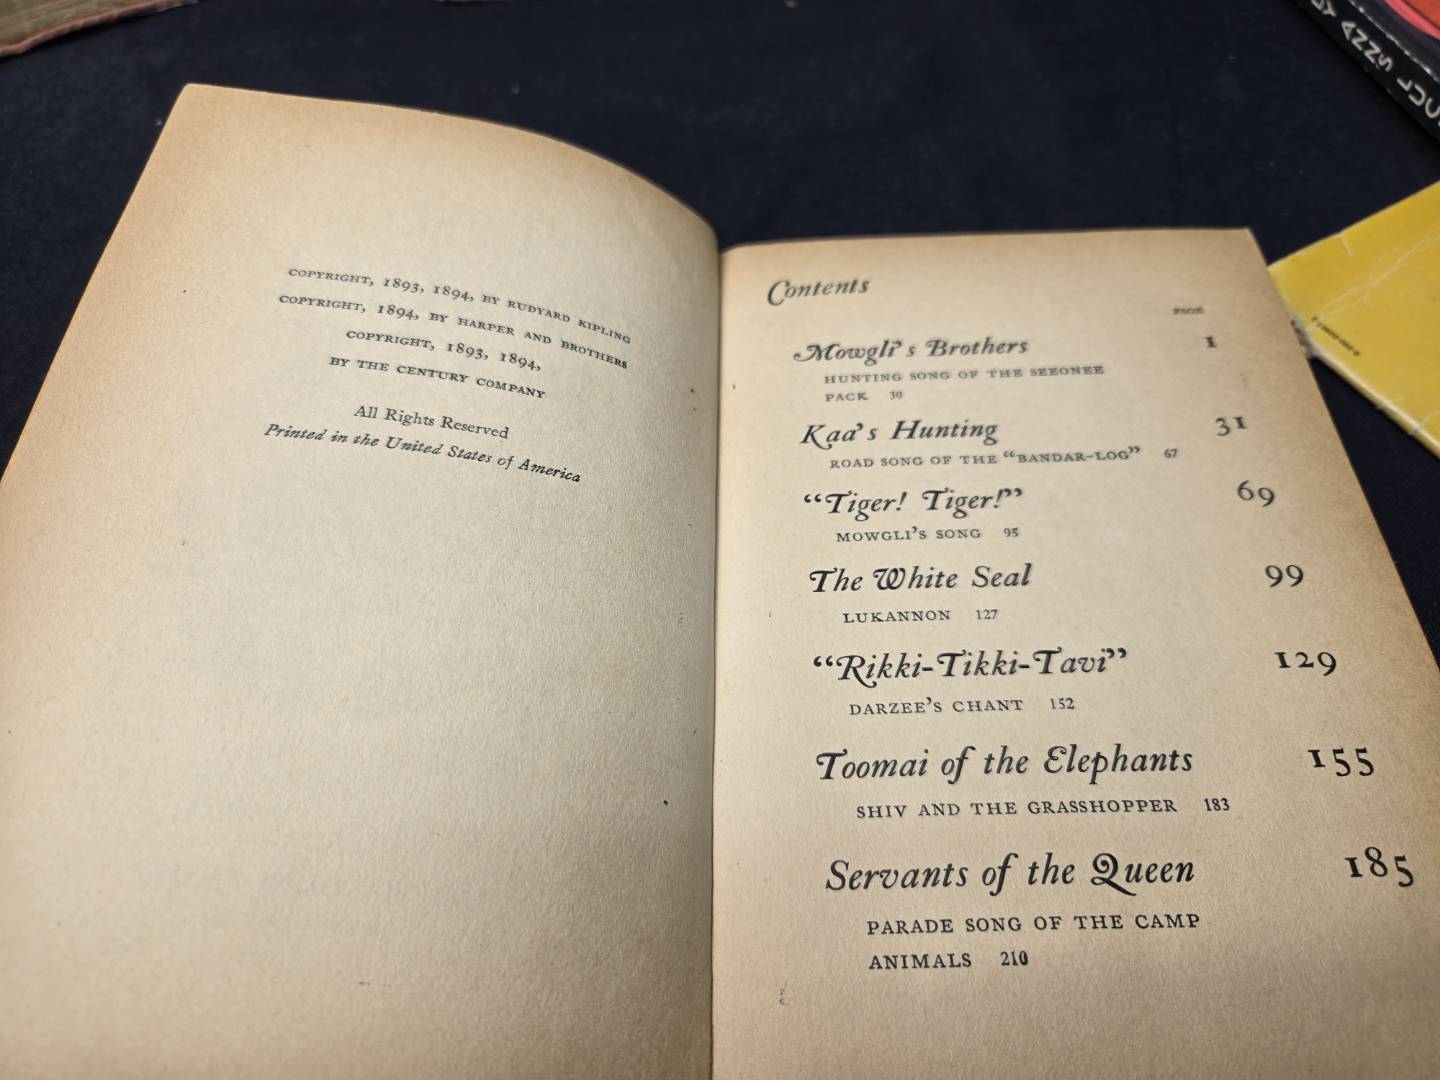 COPYRIGHT, 1893, 1894, BY RUDYARD KIPLING
COPYRIGHT, 1894, BY HARPER AND BROTHERS
COPYRIGHT, 1893, 1894,
BY THE CENTURY COMPANY
All Rights Reserved
Printed in the United States of America
Contents
PAGE
Mowgli's Brothers 1
HUNTING SONG OF THE SEEONEE
PACK 30
Kaa's Hunting 31
ROAD SONG OF THE “BANDAR-LOG” 67
“Tiger! Tiger!” 69
MOWGLI'S SONG 95
The White Seal 99
LUKANNON 127
“Rikki-Tikki-Tavi” 129
DARZEE'S CHANT 152
Toomai of the Elephants 155
SHIV AND THE GRASSHOPPER 183
Servants of the Queen 185
PARADE SONG OF THE CAMP
ANIMALS 210